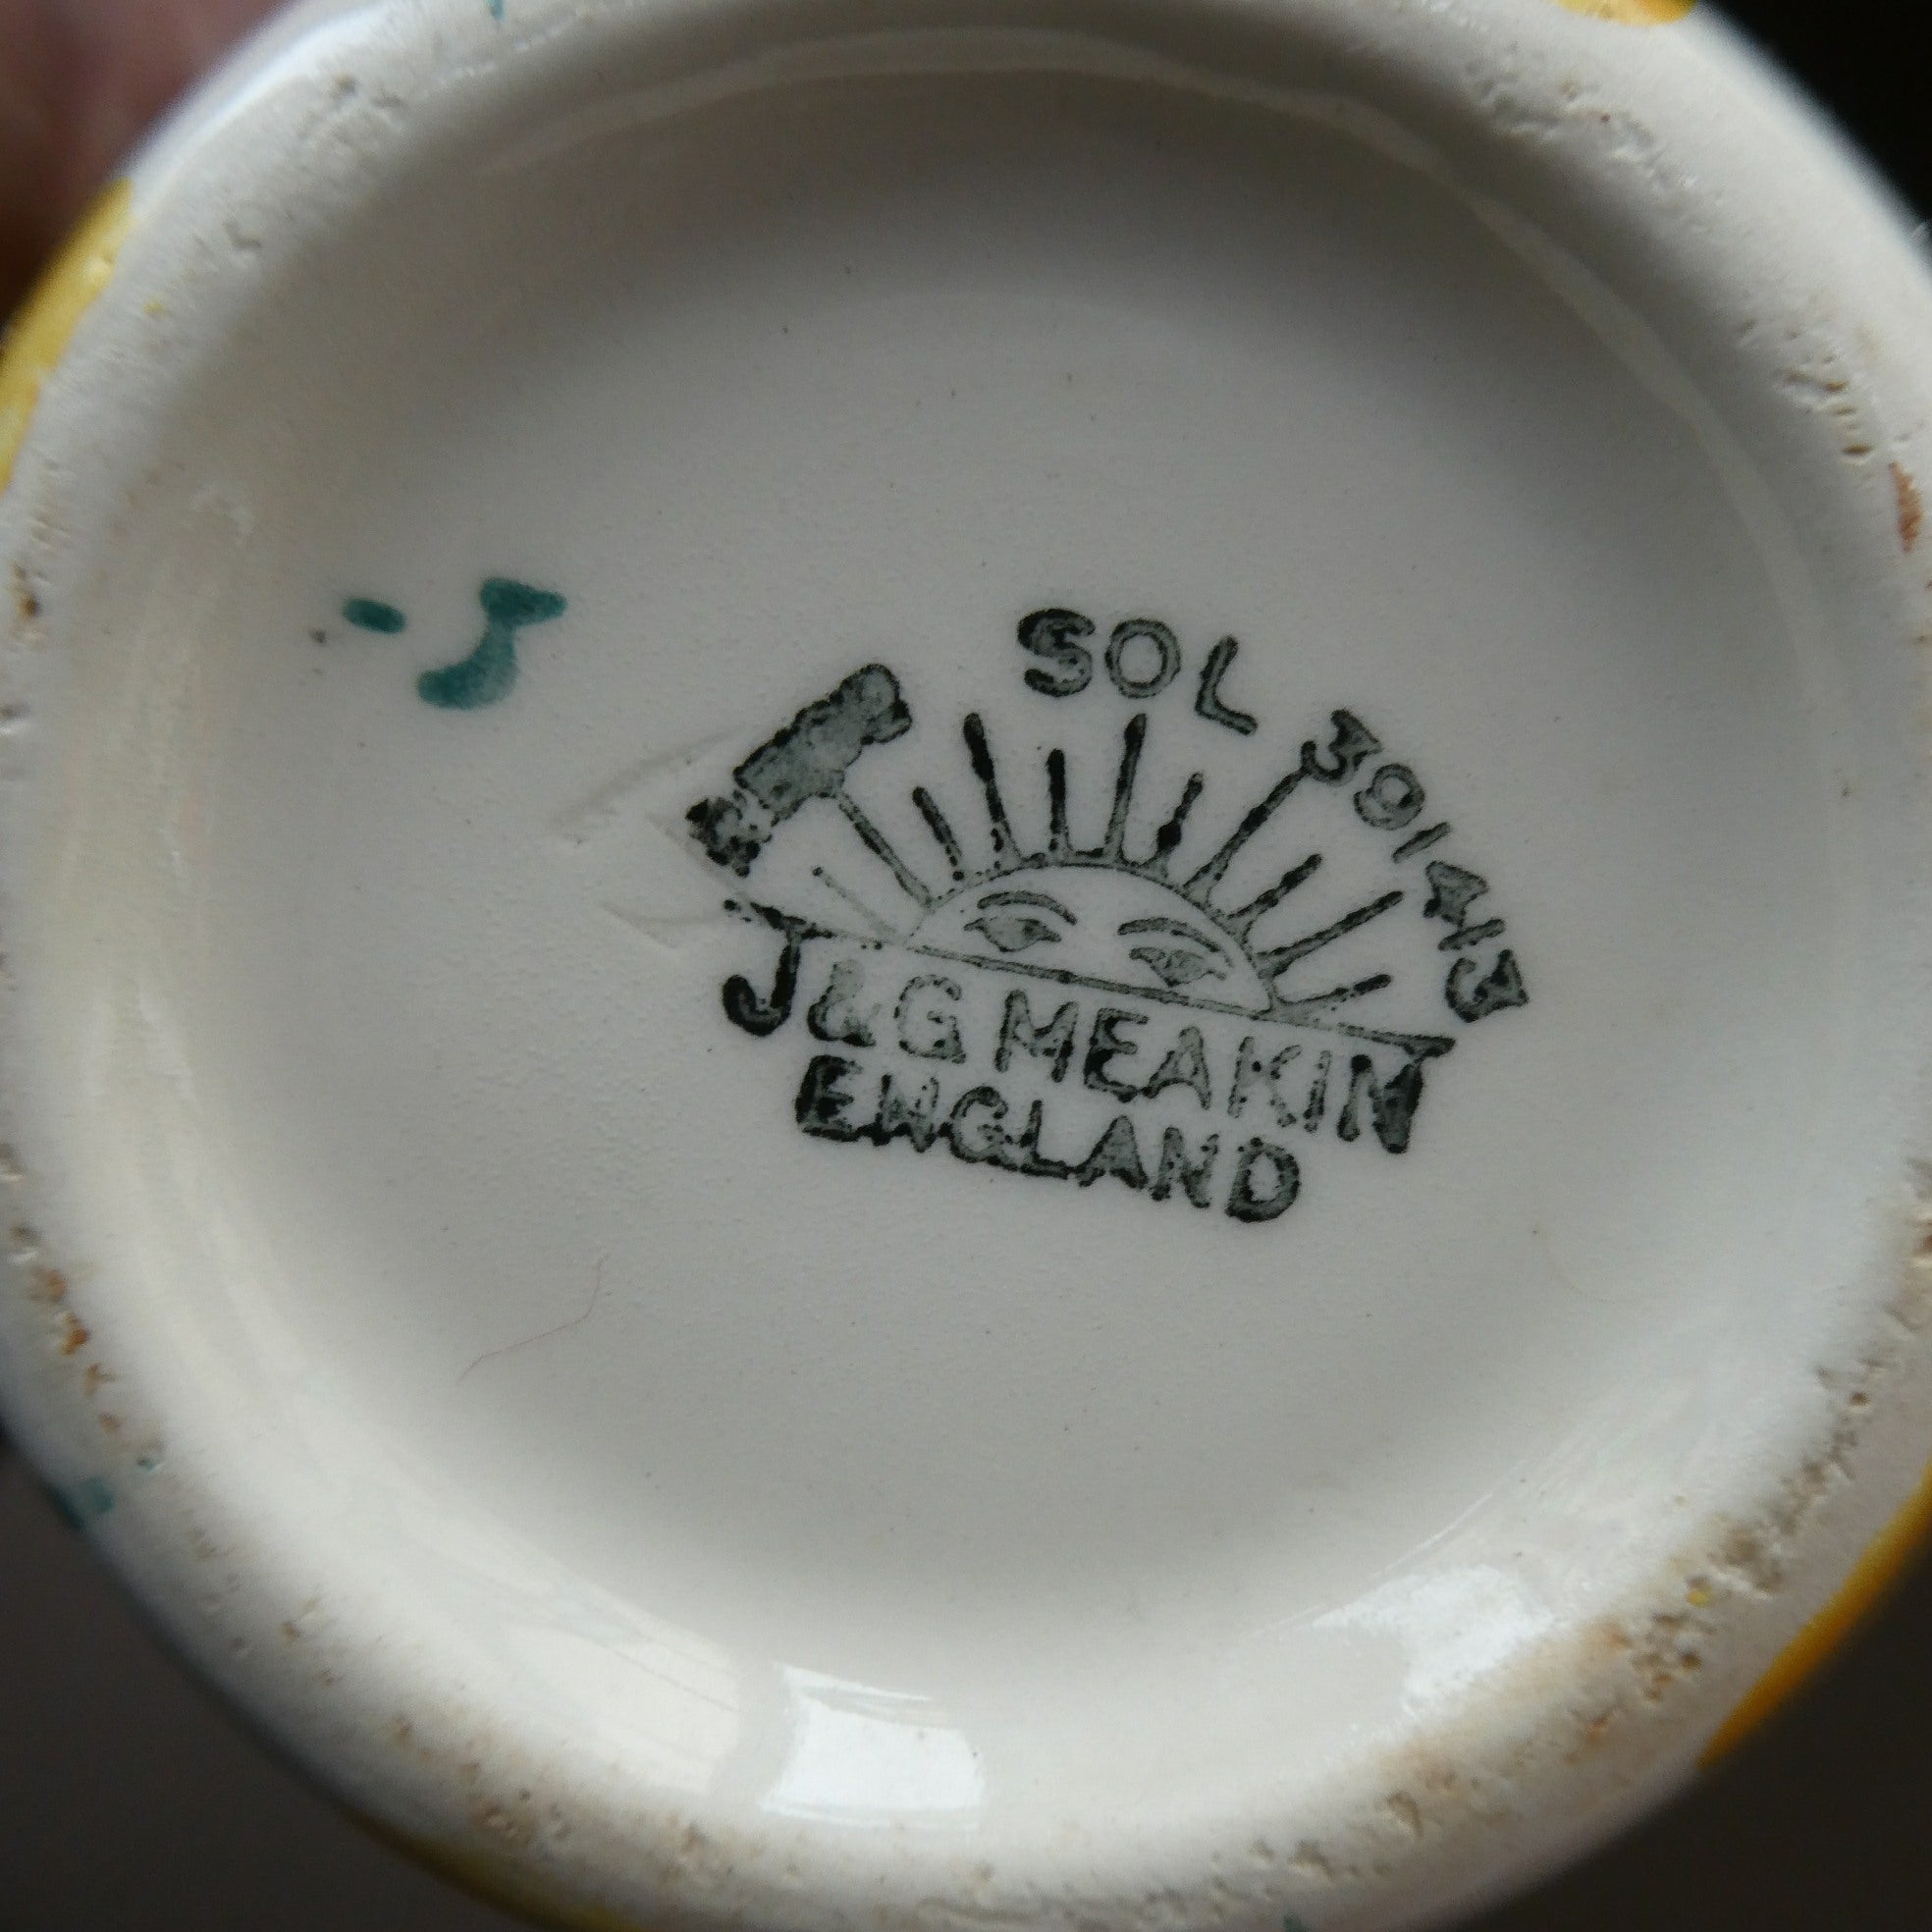 SOL 391413
J & G MEAKIN
ENGLAND